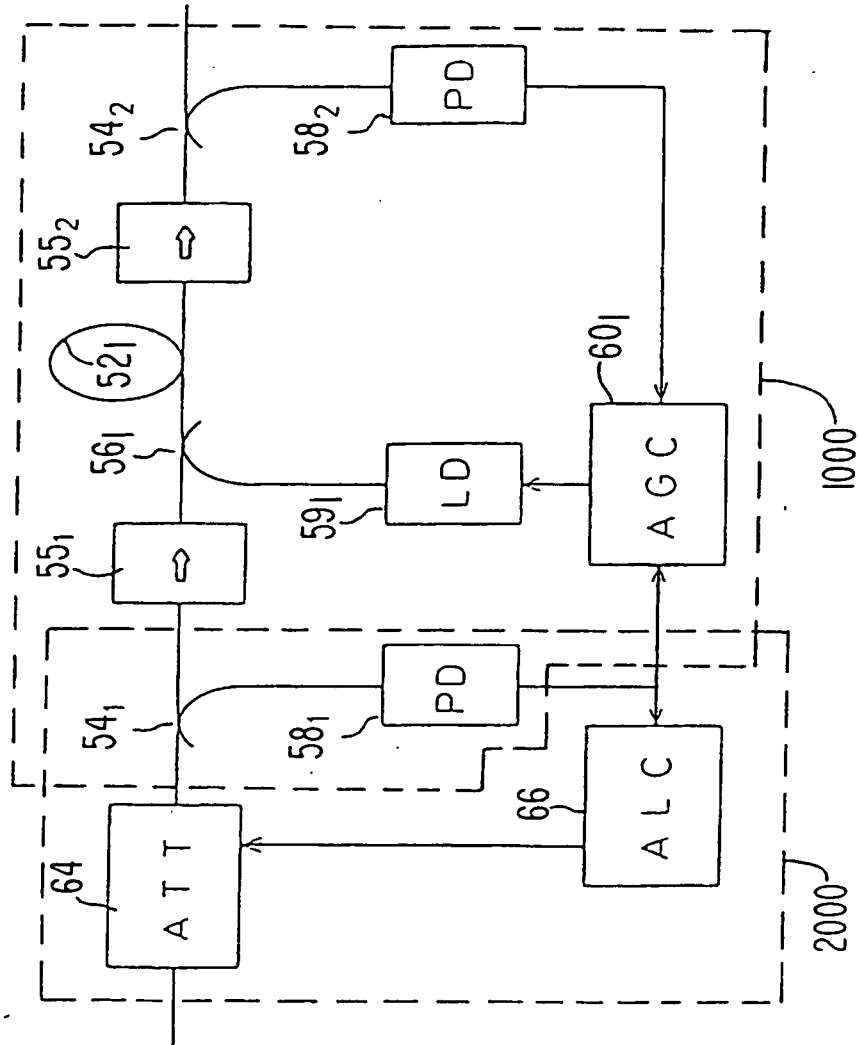 64
ATT
54₁
55₁
56₁
52₁
55₂
54₂
58₁
PD
59₁
LD
58₂
PD
66
ALC
60₁
AGC
2000
1000